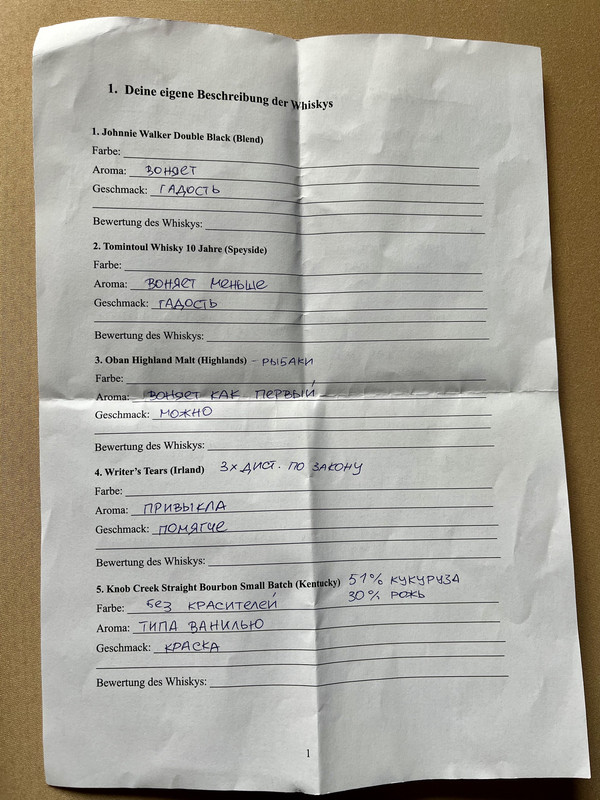 1. Deine eigene Beschreibung der Whiskys
1. Johnnie Walker Double Black (Blend)
Farbe:
Aroma: воняет
Geschmack: гадость
Bewertung des Whiskys:
2. Tomintoul Whisky 10 Jahre (Speyside)
Farbe:
Aroma: воняет меньше
Geschmack: гадость
Bewertung des Whiskys:
3. Oban Highland Malt (Highlands) - рыбаки
Farbe:
Aroma: воняет как первый
Geschmack: можно
Bewertung des Whiskys:
4. Writer's Tears (Irland) 3х дист. по закону
Farbe:
Aroma: привыкла
Geschmack: помягче
Bewertung des Whiskys:
5. Knob Creek Straight Bourbon Small Batch (Kentucky) 51% кукуруза
30% рожь
Farbe: без красителей
Aroma: типа ванилью
Geschmack: краска
Bewertung des Whiskys:
1